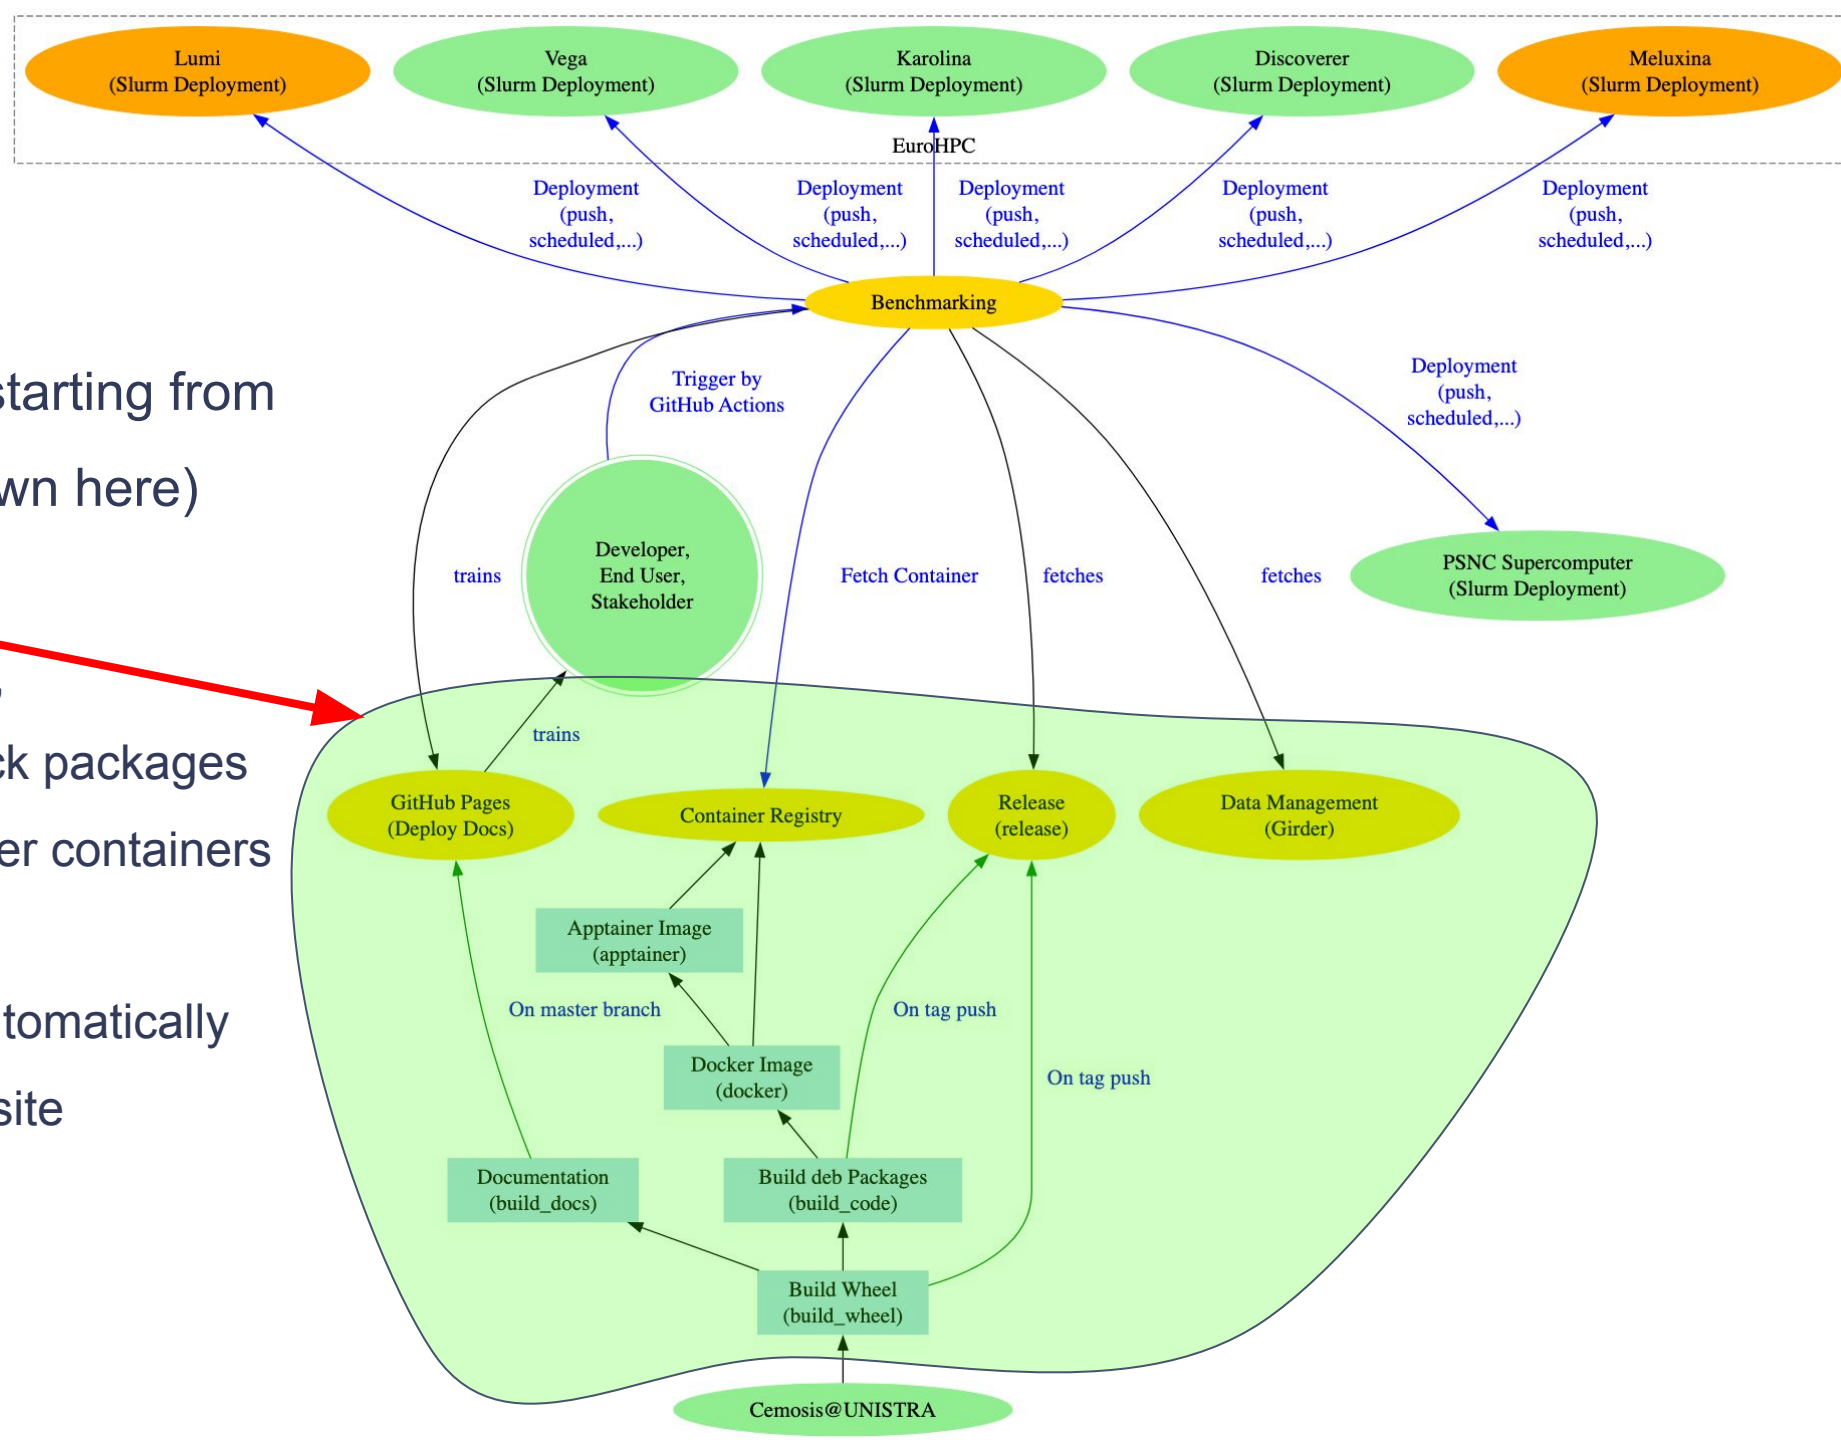 Lumi
(Slurm Deployment)
Vega
(Slurm Deployment)
Karolina
(Slurm Deployment)
Discoverer
(Slurm Deployment)
Meluxina
(Slurm Deployment)
EuroHPC
Deployment
(push,
scheduled,...)
Deployment
(push,
scheduled,...)
Deployment
(push,
scheduled,...)
Deployment
(push,
scheduled,...)
Deployment
(push,
scheduled,...)
Benchmarking
starting from
wn here)
Trigger by
GitHub Actions
Deployment
(push,
scheduled,...)
trains
Developer,
End User,
Stakeholder
Fetch Container
fetches
fetches
PSNC Supercomputer
(Slurm Deployment)
,
ck packages
er containers
tomatically
site
trains
GitHub Pages
(Deploy Docs)
Container Registry
Release
(release)
Data Management
(Girder)
Apptainer Image
(apptainer)
On master branch
On tag push
Docker Image
(docker)
On tag push
Documentation
(build_docs)
Build deb Packages
(build_code)
Build Wheel
(build_wheel)
Cemosis@UNISTRA